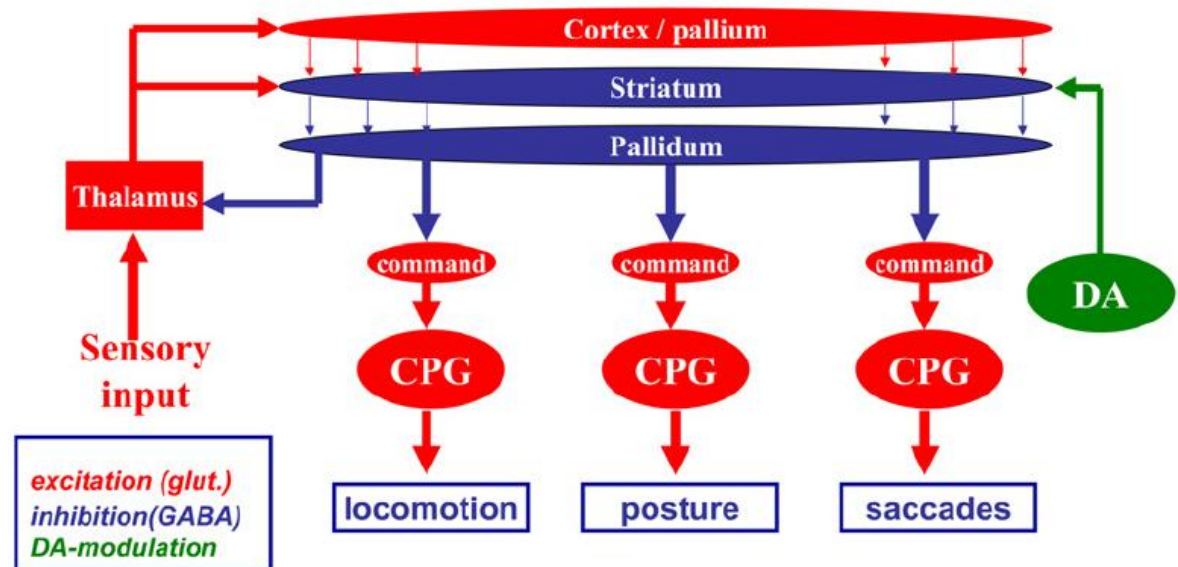 Cortex / pallium
Striatum
Pallidum
Thalamus
command
command
command
DA
CPG
CPG
CPG
Sensory
input
locomotion
posture
saccades
excitation (glut.)
inhibition(GABA)
DA-modulation